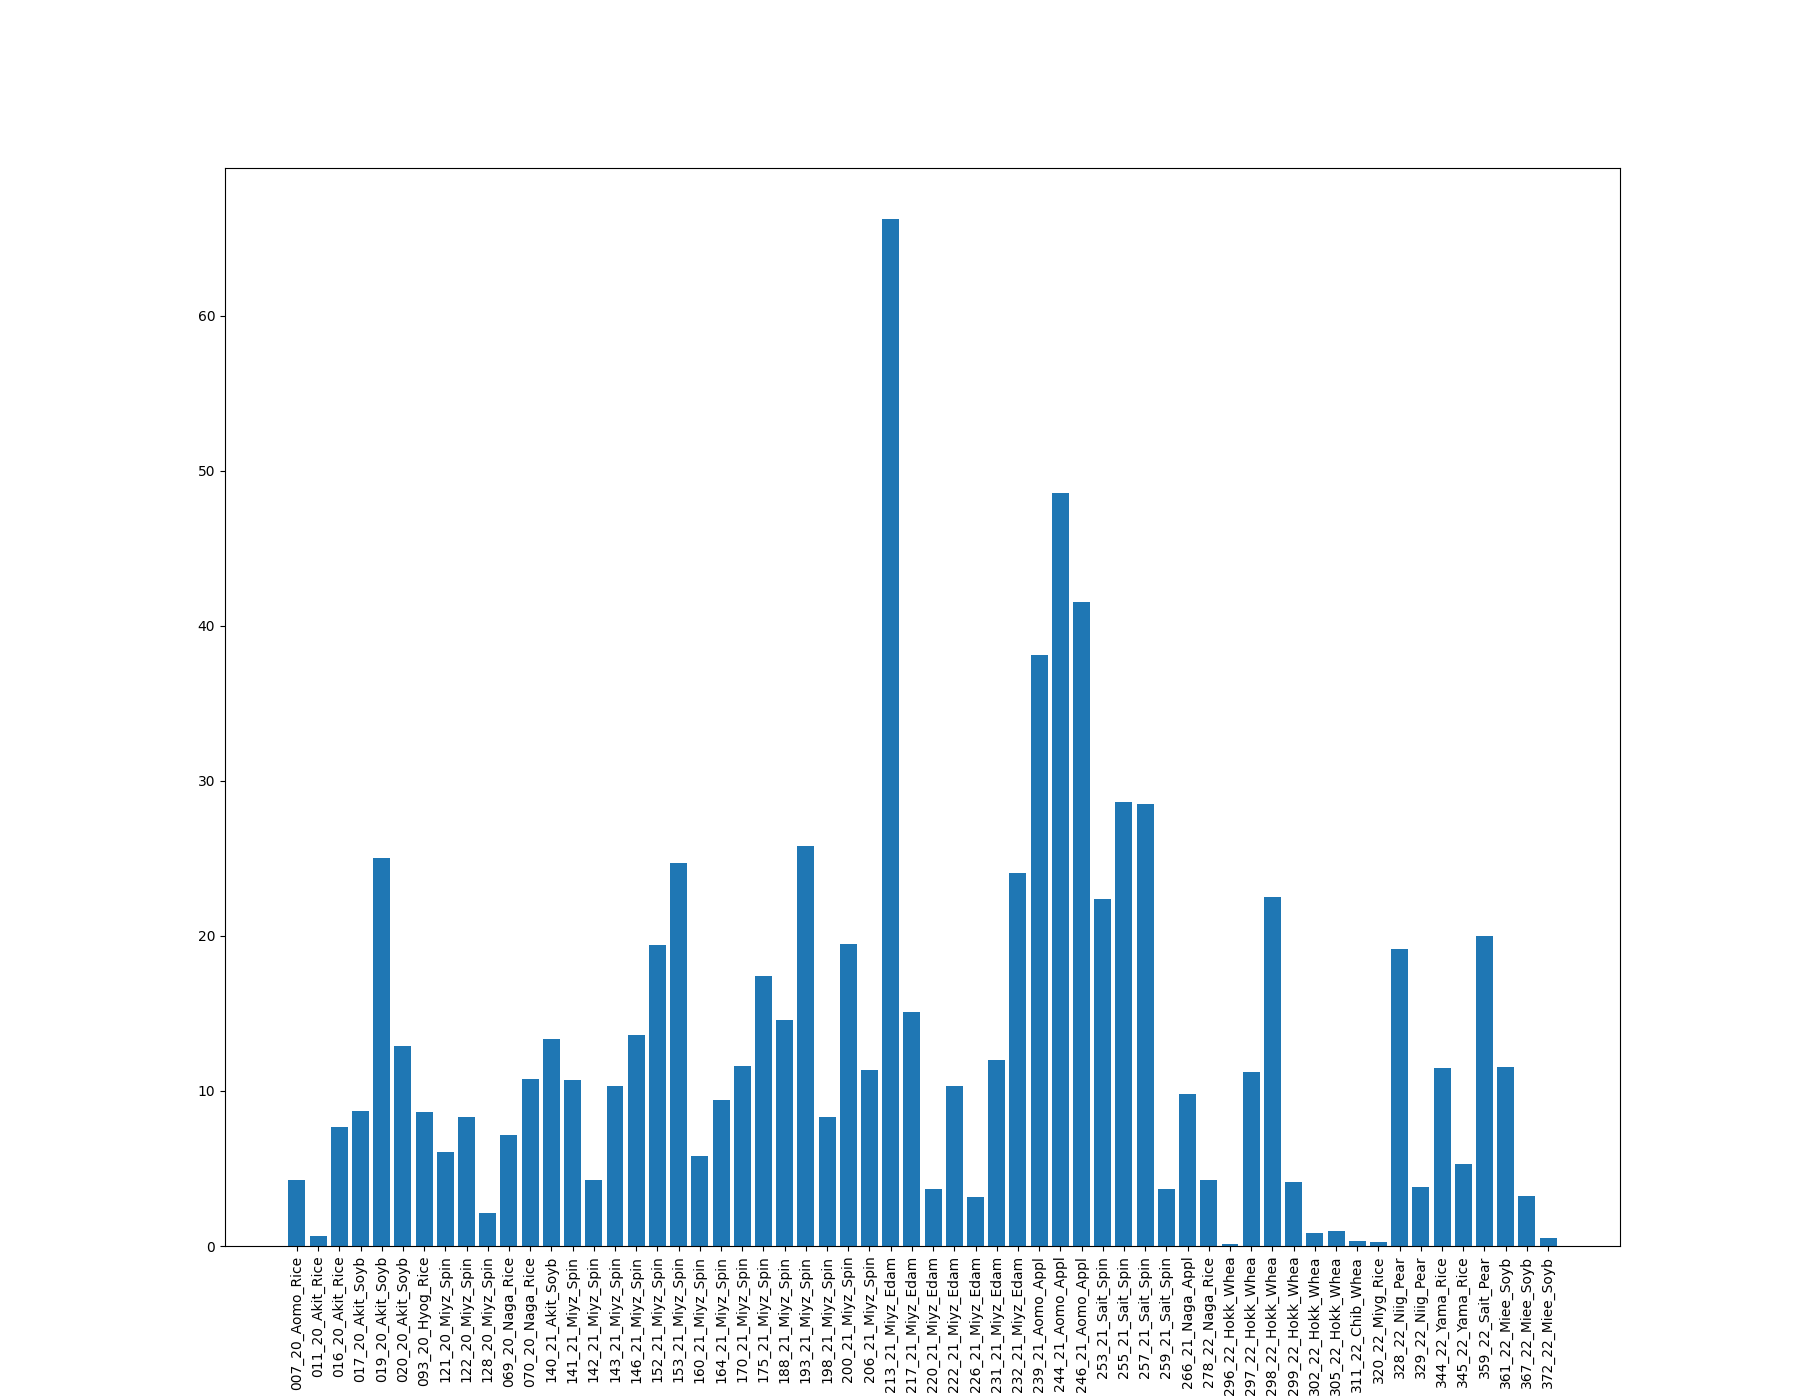 60
50
40
30
20
10
0
007_20_Aomo_Rice
011_20_Akit_Rice
016_20_Akit_Rice
017_20_Akit_Soyb
019_20_Akit_Soyb
020_20_Akit_Soyb
093_20_Hyog_Rice
121_20_Miyz_Spin
122_20_Miyz_Spin
128_20_Miyz_Spin
069_20_Naga_Rice
070_20_Naga_Rice
140_21_Akit_Soyb
141_21_Miyz_Spin
142_21_Miyz_Spin
143_21_Miyz_Spin
146_21_Miyz_Spin
152_21_Miyz_Spin
153_21_Miyz_Spin
160_21_Miyz_Spin
164_21_Miyz_Spin
170_21_Miyz_Spin
175_21_Miyz_Spin
188_21_Miyz_Spin
193_21_Miyz_Spin
198_21_Miyz_Spin
200_21_Miyz_Spin
206_21_Miyz_Spin
213_21_Miyz_Edam
217_21_Miyz_Edam
220_21_Miyz_Edam
222_21_Miyz_Edam
226_21_Miyz_Edam
231_21_Miyz_Edam
232_21_Miyz_Edam
239_21_Aomo_Appl
244_21_Aomo_Appl
246_21_Aomo_Appl
253_21_Sait_Spin
255_21_Sait_Spin
257_21_Sait_Spin
259_21_Sait_Spin
266_21_Naga_Appl
278_22_Naga_Rice
296_22_Hokk_Whea
297_22_Hokk_Whea
298_22_Hokk_Whea
299_22_Hokk_Whea
302_22_Hokk_Whea
305_22_Hokk_Whea
311_22_Chib_Whea
320_22_Miyg_Rice
328_22_Niig_Pear
329_22_Niig_Pear
344_22_Yama_Rice
345_22_Yama_Rice
359_22_Sait_Pear
361_22_Miee_Soyb
367_22_Miee_Soyb
372_22_Miee_Soyb